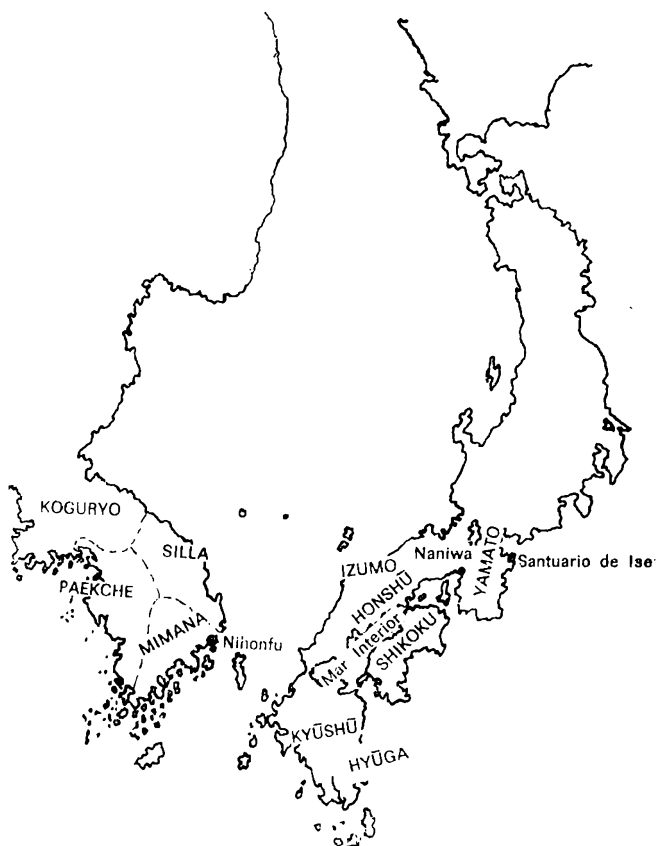 KOGURYO
SILLA
PAEKCHE
MIMANA
Nihonfu
IZUMO
HONSHŪ
Naniwa
YAMATO
Santuario de Ise
Mar Interior
SHIKOKU
KYŪSHŪ
HYŪGA